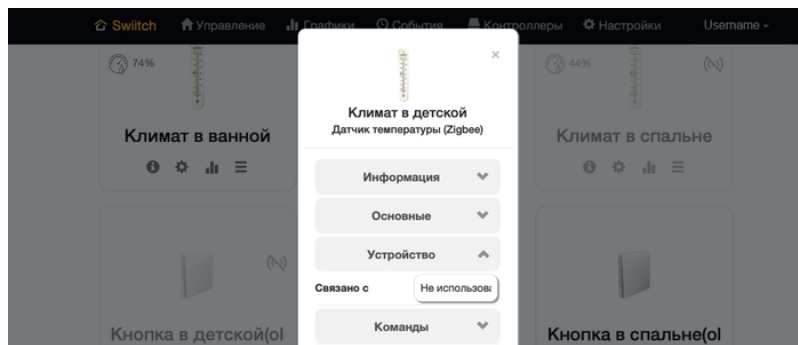 Swiitch Управление Графики События Контроллеры Настройки Username
74%
44%
Климат в детской
Датчик температуры (Zigbee)
Климат в ванной
Климат в спальне
Информация
Основные
Устройство
Связано с Не использова
Команды
Кнопка в детской(ol
Кнопка в спальне(ol